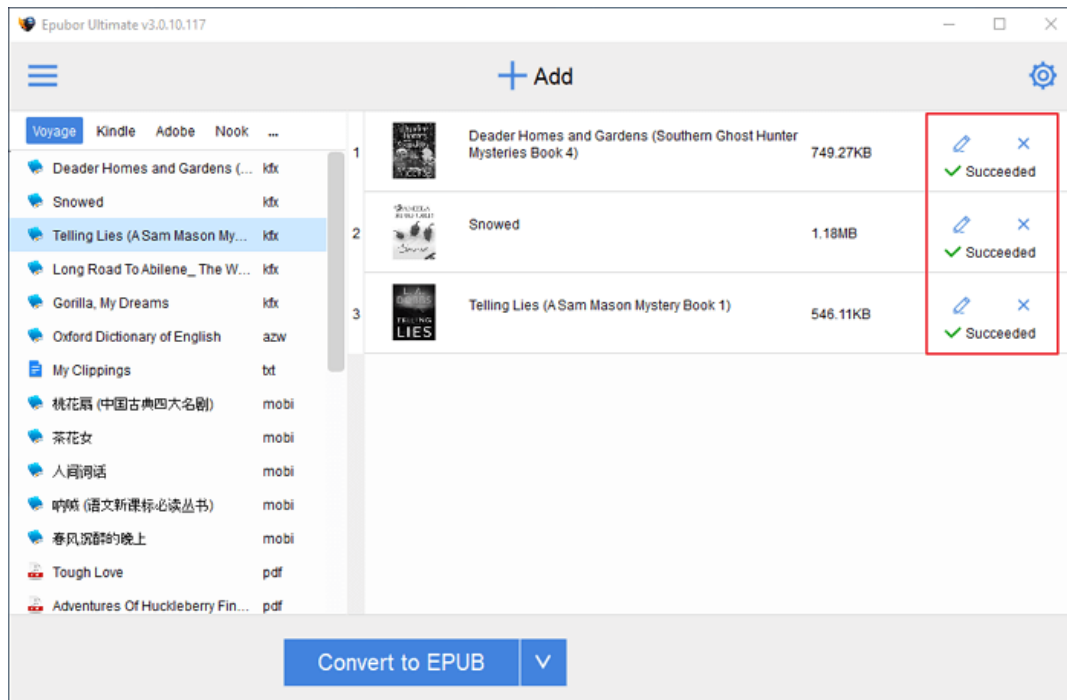 Epubor Ultimate v3.0.10.117
Add
Voyage Kindle Adobe Nook ...
Deader Homes and Gardens (... kfx
Snowed kfx
Telling Lies (A Sam Mason My... kfx
Long Road To Abilene_ The W... kfx
Gorilla, My Dreams kfx
Oxford Dictionary of English azw
My Clippings txt
桃花扇 (中国古典四大名剧) mobi
茶花女 mobi
人间词话 mobi
呐喊 (语文新课标必读丛书) mobi
春风沉醉的晚上 mobi
Tough Love pdf
Adventures Of Huckleberry Fin... pdf
1
Deader Homes and Gardens (Southern Ghost Hunter
Mysteries Book 4)
749.27KB
Succeeded
2
Snowed
1.18MB
Succeeded
3
TELLING
LIES
Telling Lies (A Sam Mason Mystery Book 1)
546.11KB
Succeeded
Convert to EPUB